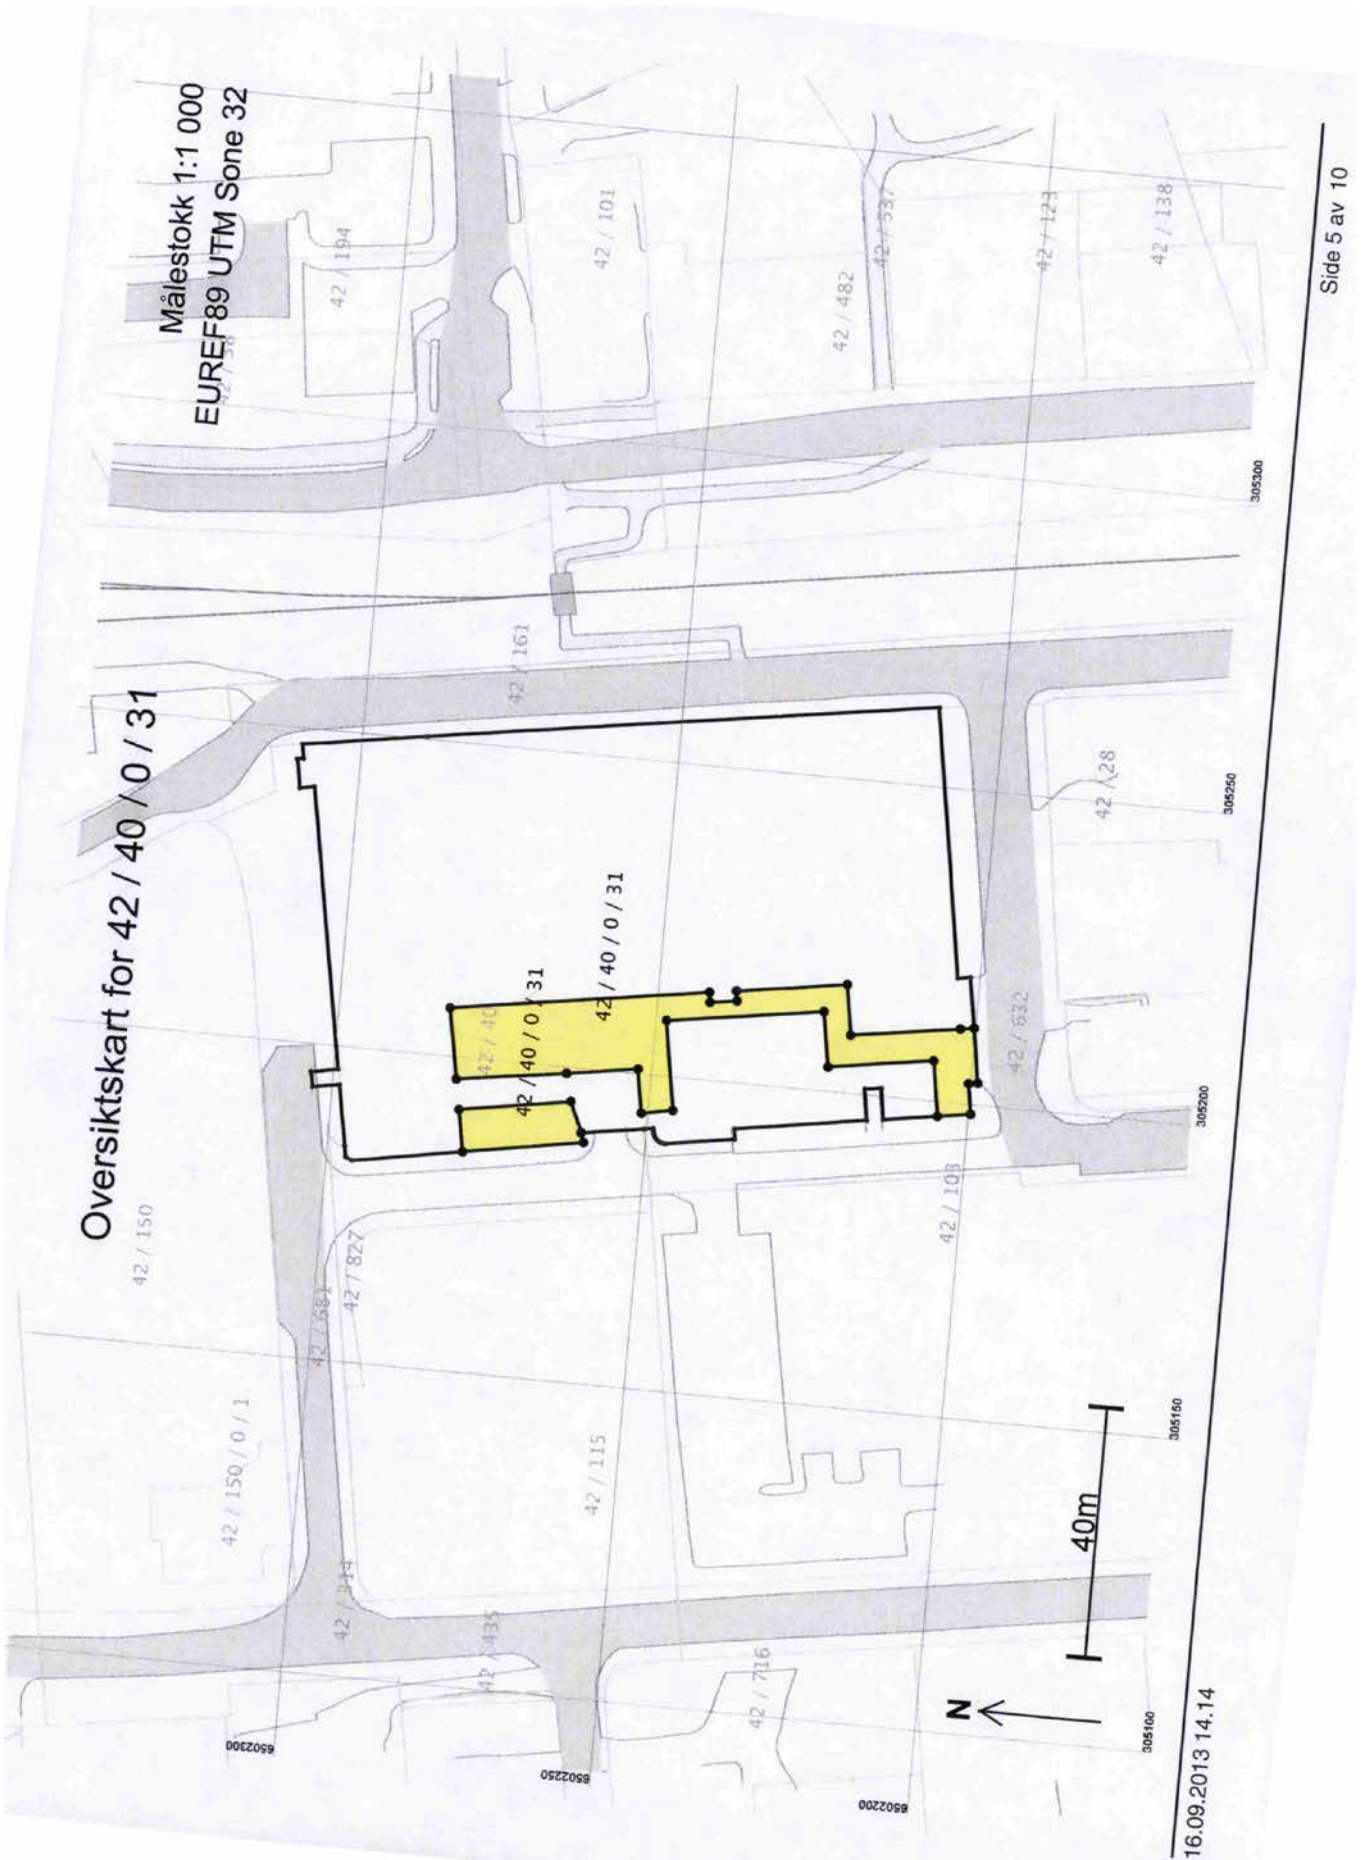 Oversiktskart for 42 / 40 / 0 / 31
Målestokk 1:1 000
EUREF89 UTM Sone 32
42 / 150
42 / 150 / 0 / 1
42 / 681
42 / 827
42 / 435
42 / 115
42 / 716
42 / 40
42 / 40 / 0 / 31
42 / 40 / 0 / 31
42 / 161
42 / 194
42 / 101
42 / 482
42 / 537
42 / 123
42 / 138
42 / 28
42 / 632
42 / 103
6502300
6502250
6502200
305100
305150
305200
305250
305300
N
40m
16.09.2013 14.14
Side 5 av 10